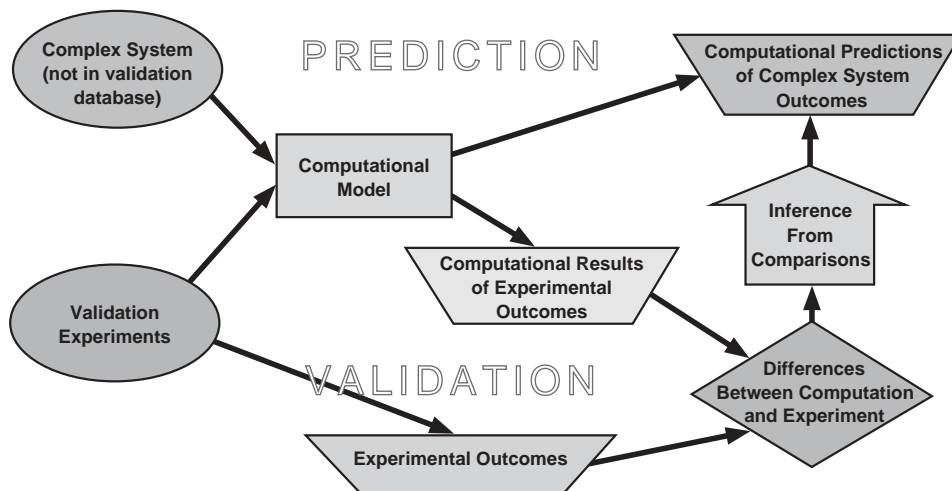 Complex System
(not in validation
database)
PREDICTION
Computational Predictions
of Complex System
Outcomes
Computational
Model
Inference
From
Comparisons
Computational Results
of Experimental
Outcomes
Validation
Experiments
VALIDATION
Differences
Between Computation
and Experiment
Experimental Outcomes